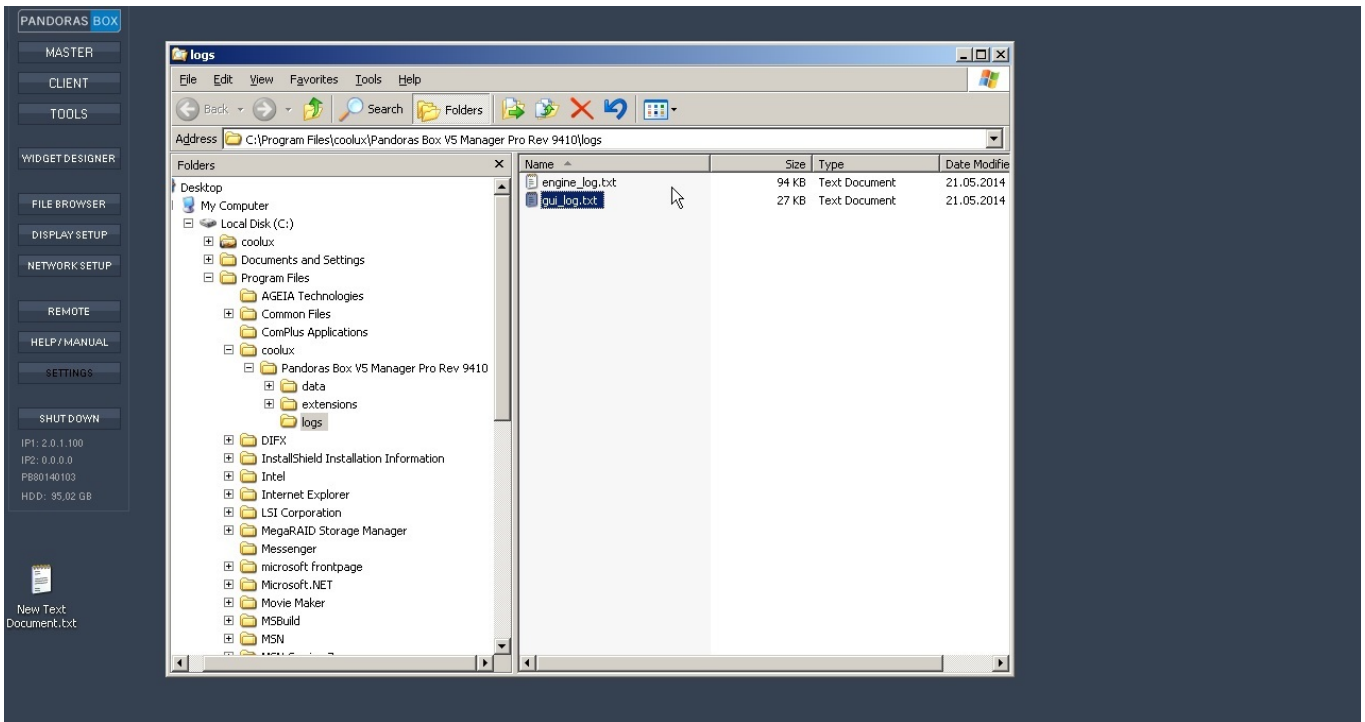 PANDORAS BOX
MASTER
CLIENT
TOOLS
WIDGET DESIGNER
FILE BROWSER
DISPLAY SETUP
NETWORK SETUP
REMOTE
HELP/MANUAL
SETTINGS
SHUT DOWN
IP1: 2.0.1.100
IP2: 0.0.0.0
PB80140103
HDD: 95,02 GB
New Text
Document.txt
logs
File Edit View Favorites Tools Help
Back Search Folders
Address C:\Program Files\coolux\Pandoras Box V5 Manager Pro Rev 9410\logs
Folders
Desktop
My Computer
Local Disk (C:)
coolux
Documents and Settings
Program Files
AGEIA Technologies
Common Files
ComPlus Applications
coolux
Pandoras Box V5 Manager Pro Rev 9410
data
extensions
logs
DIFX
InstallShield Installation Information
Intel
Internet Explorer
LSI Corporation
MegaRAID Storage Manager
Messenger
microsoft frontpage
Microsoft.NET
Movie Maker
MSBuild
MSN
Name Size Type Date Modifie
engine_log.txt 94 KB Text Document 21.05.2014
gui_log.txt 27 KB Text Document 21.05.2014